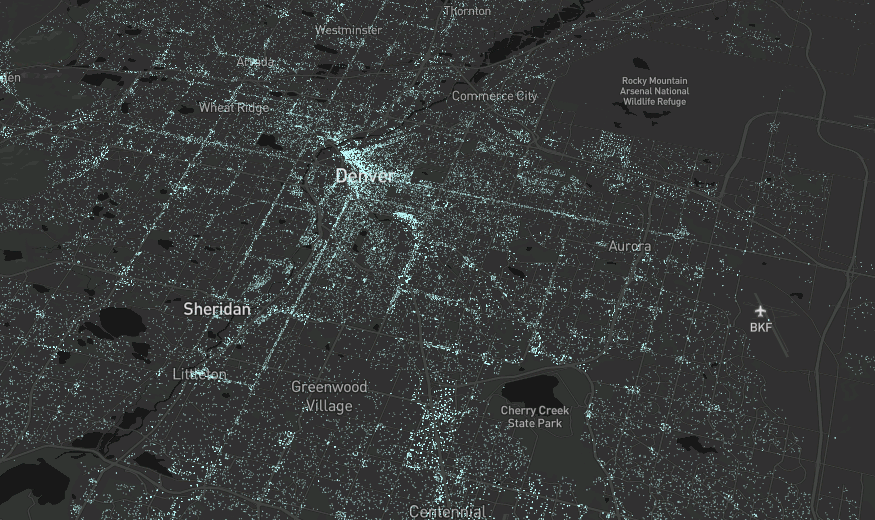 Thornton
Westminster
Arvada
en
Wheat Ridge
Commerce City
Rocky Mountain
Arsenal National
Wildlife Refuge
Denver
Aurora
Sheridan
BKF
Littleton
Greenwood
Village
Cherry Creek
State Park
Centennial